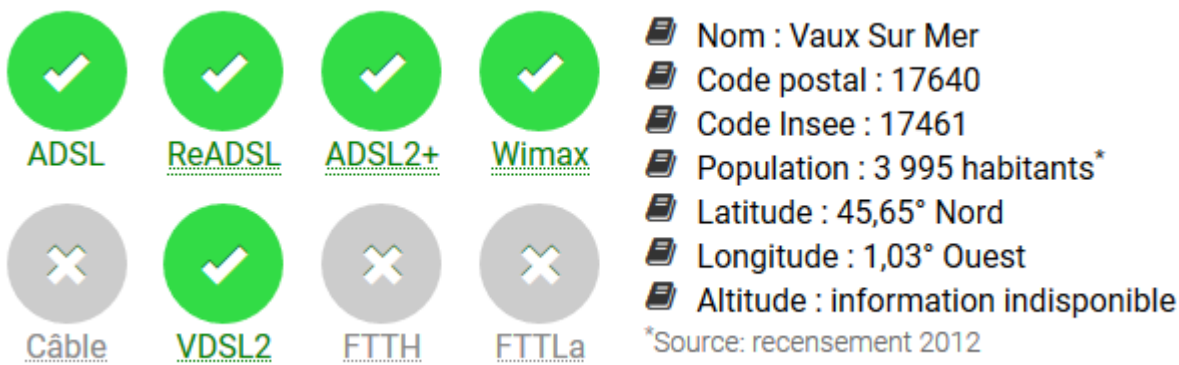 ADSL ReADSL ADSL2+ Wimax
Câble VDSL2 FTTH FTTLa
Nom : Vaux Sur Mer
Code postal : 17640
Code Insee : 17461
Population : 3 995 habitants*
Latitude : 45,65° Nord
Longitude : 1,03° Ouest
Altitude : information indisponible
*Source: recensement 2012